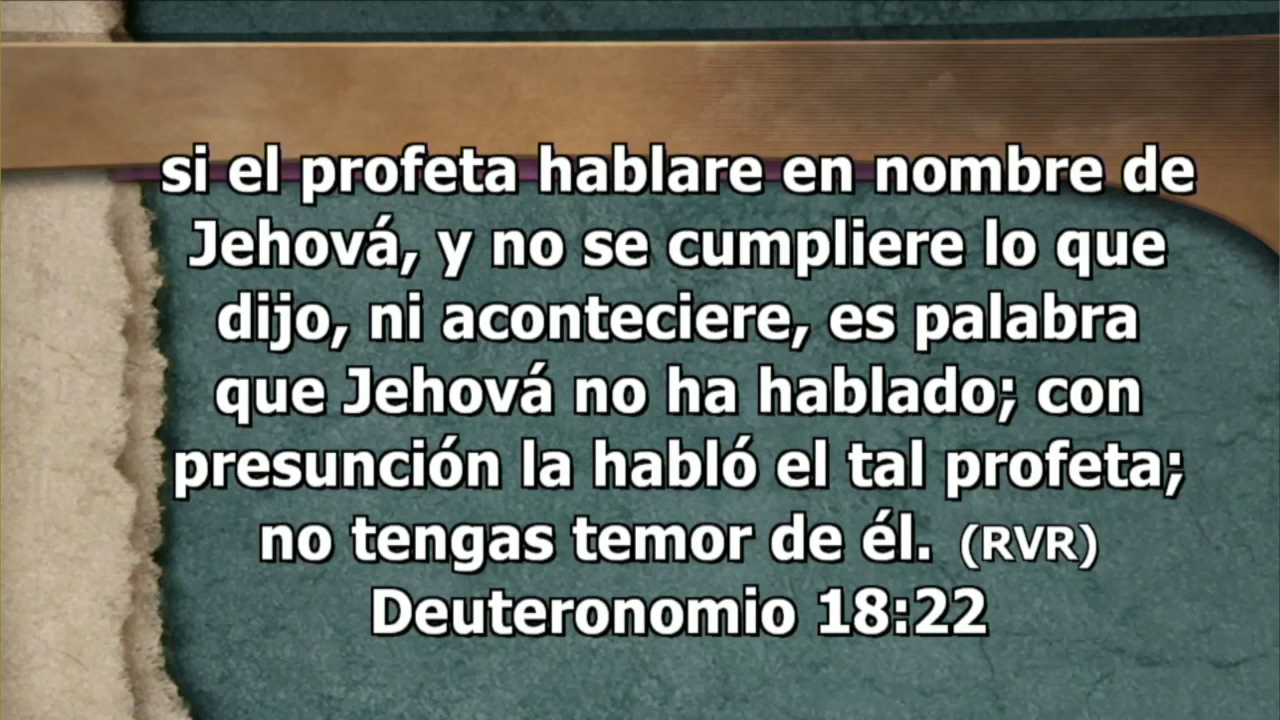 si el profeta hablare en nombre de
Jehová, y no se cumpliere lo que
dijo, ni aconteciere, es palabra
que Jehová no ha hablado; con
presunción la habló el tal profeta;
no tengas temor de él. (RVR)
Deuteronomio 18:22